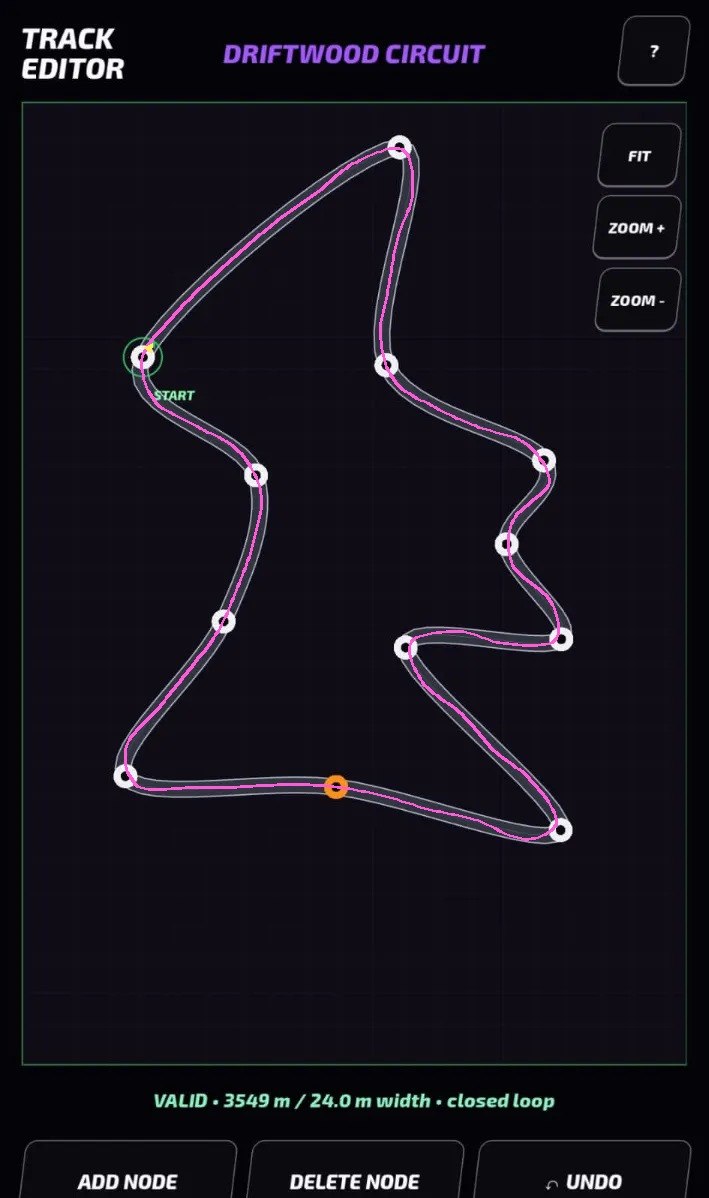 TRACK
EDITOR
DRIFTWOOD CIRCUIT
?
FIT
ZOOM +
ZOOM -
START
VALID • 3549 m / 24.0 m width • closed loop
ADD NODE
DELETE NODE
↶ UNDO